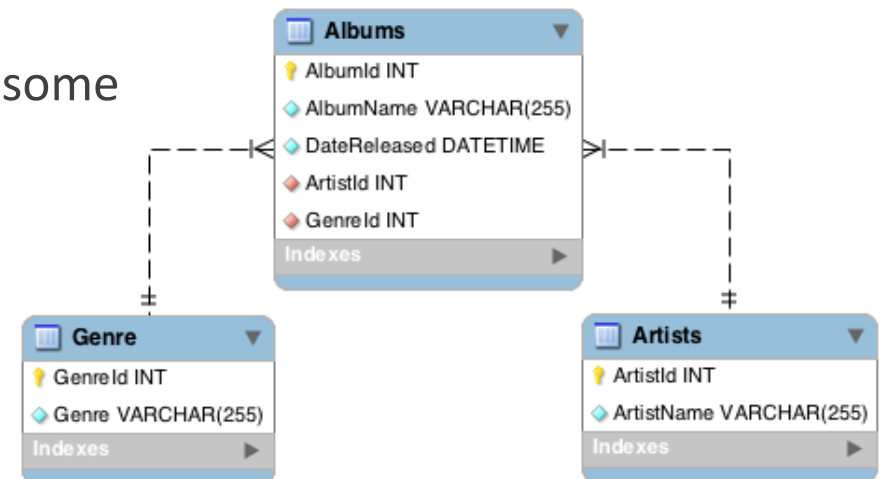 some
Albums
AlbumId INT
AlbumName VARCHAR(255)
DateReleased DATETIME
ArtistId INT
GenreId INT
Indexes
Genre
GenreId INT
Genre VARCHAR(255)
Indexes
Artists
ArtistId INT
ArtistName VARCHAR(255)
Indexes